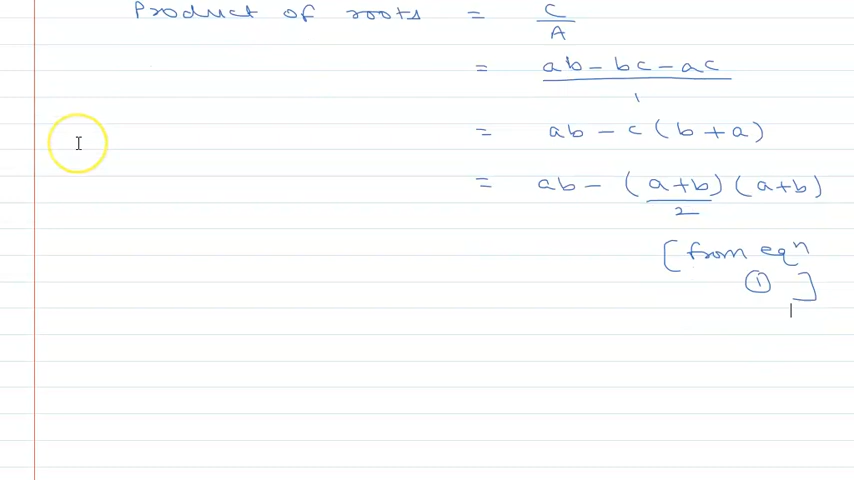 Product of roots = C/A
= ab - bc - ac / 1
= ab - c (b + a)
= ab - (a+b)/2 (a+b)
[from eqn
①]